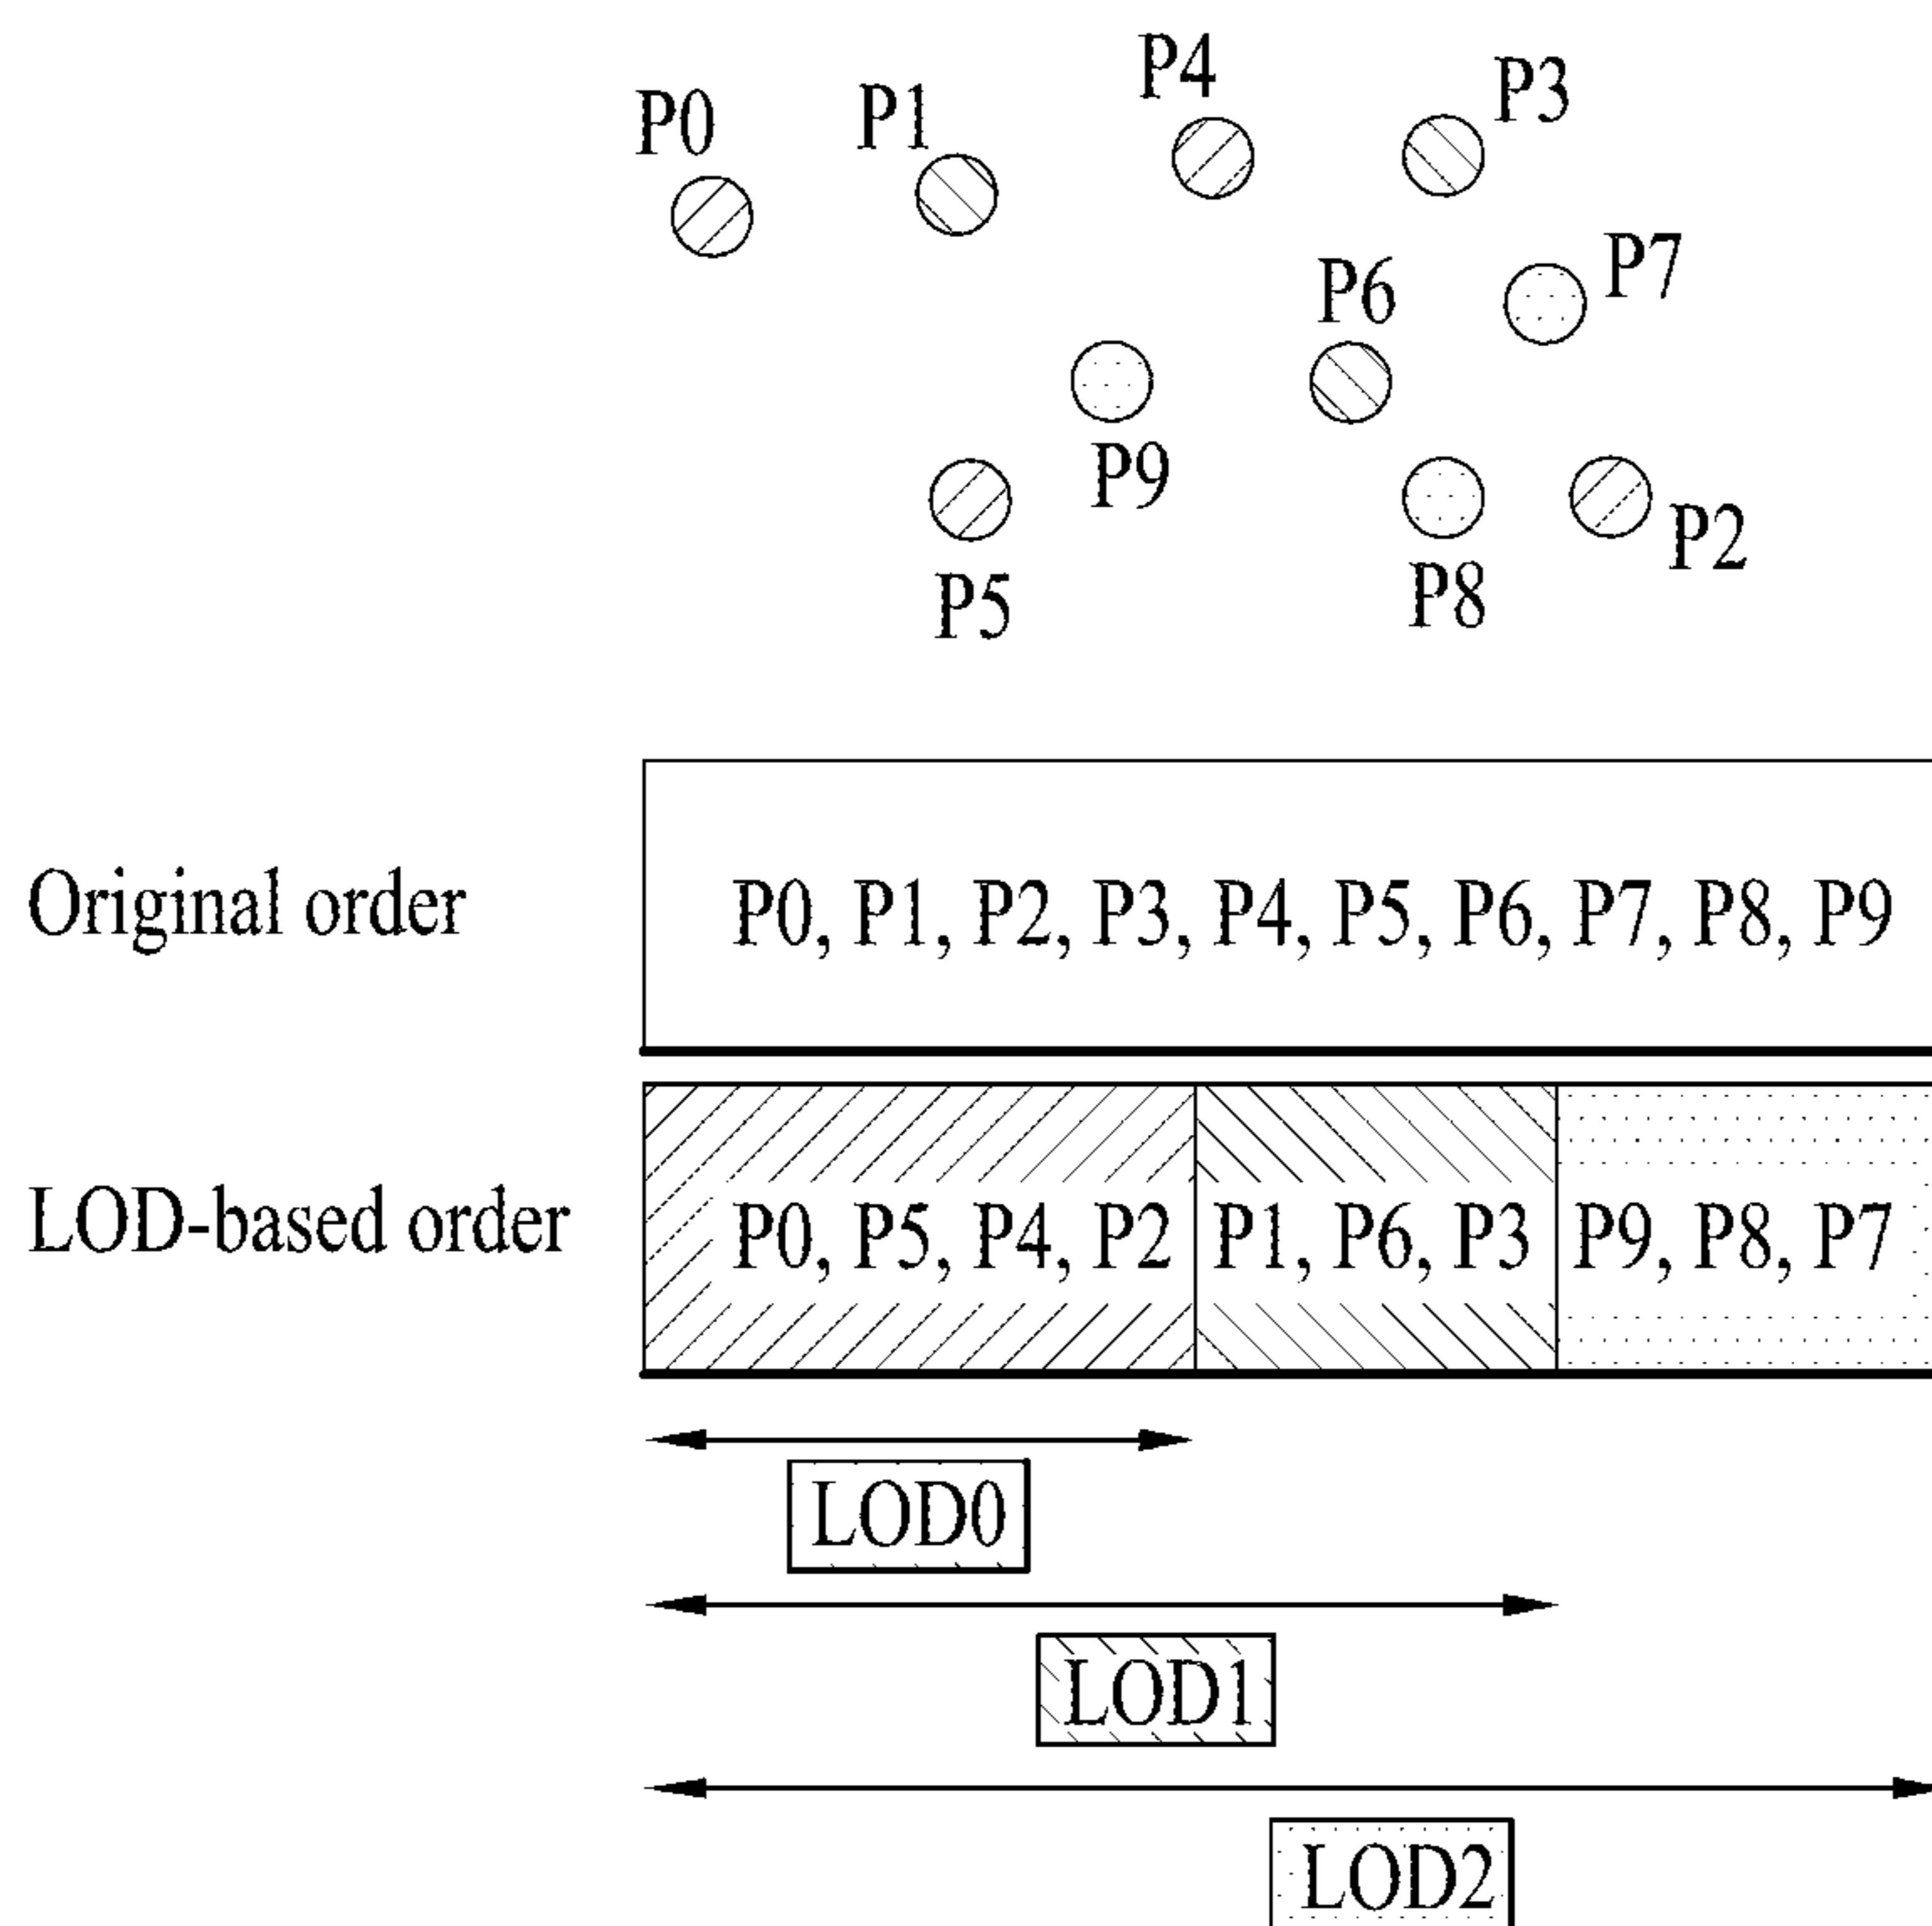 P4
P3
P0
P1
P7
P6
P9
P2
P5
P8
Original order
P0, P1, P2, P3, P4, P5, P6, P7, P8, P9
LOD-based order
P0, P5, P4, P2
P1, P6, P3
P9, P8, P7
LOD0
LOD1
LOD2